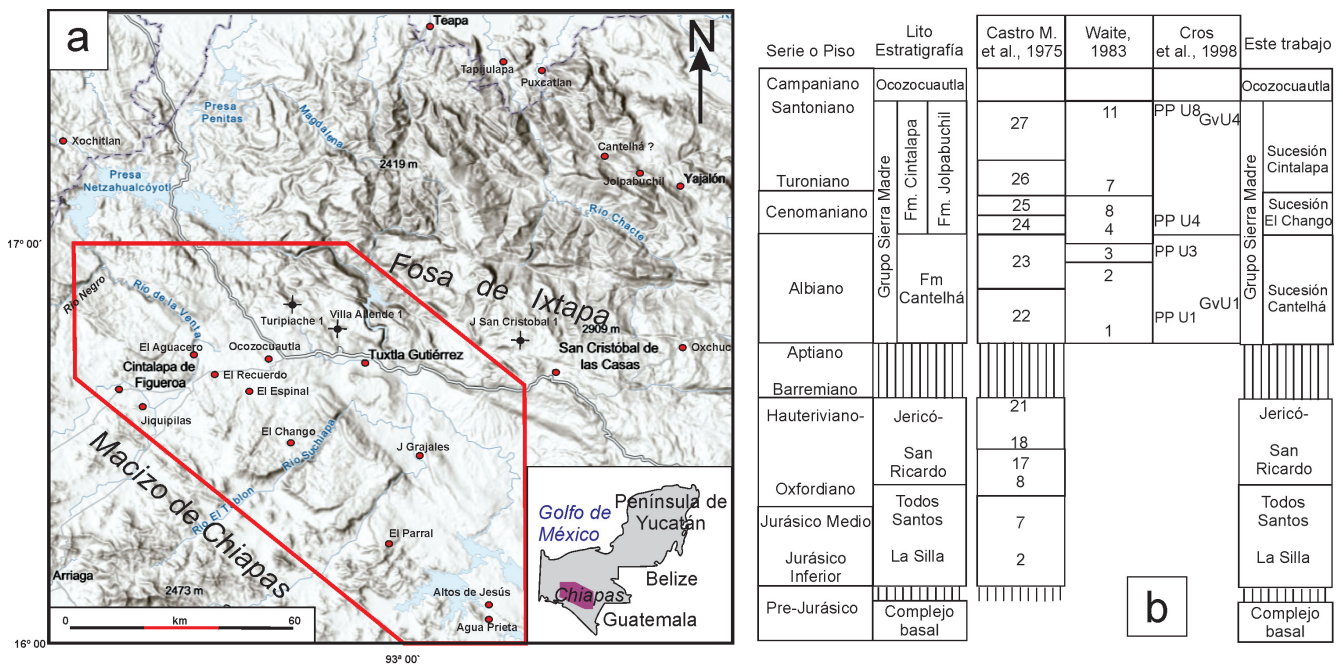 a
Teapa
N
Tapijulapa
Puxcatlan
Presa
Penitas
Magdalena
Xochitlan
2419 m
Cantelhá ?
Jolpabuchil
Yajalón
Presa
Netzahualcóyotl
Río Chacte
17º 00´
Fosa de Ixtapa
Río Negro
Río de la Venta
Turipiache 1
Villa Allende 1
J San Cristobal 1
2909 m
El Aguacero
Ocozocuautla
Tuxtla Gutiérrez
San Cristóbal de
las Casas
Oxchuc
Cintalapa de
Figueroa
El Recuerdo
El Espinal
Jiquipilas
El Chango
Río Suchiapa
J Grajales
Macizo de Chiapas
Río El Tablon
El Parral
Arriaga
2473 m
Altos de Jesús
Agua Prieta
0 km 60
Península de
Yucatán
Golfo de
México
Belize
Chiapas
Guatemala
16º 00´
93º 00´
Serie o Piso
Lito
Estratigrafía
Castro M.
et al., 1975
Waite,
1983
Cros
et al., 1998
Este trabajo
Campaniano
Ocozocuautla
Ocozocuautla
Santoniano
Turoniano
Cenomaniano
Albiano
Aptiano
Barremiano
Hauteriviano-
Oxfordiano
Jurásico Medio
Jurásico
Inferior
Pre-Jurásico
Grupo Sierra Madre
Fm. Cintalapa
Fm. Jolpabuchil
Fm
Cantelhá
Jericó-
San
Ricardo
Todos
Santos
La Silla
Complejo
basal
27
26
25
24
23
22
21
18
17
8
7
2
11
7
8
4
3
2
1
PP U8
GvU4
PP U4
PP U3
GvU1
PP U1
Grupo Sierra Madre
Sucesión
Cintalapa
Sucesión
El Chango
Sucesión
Cantelhá
Jericó-
San
Ricardo
Todos
Santos
La Silla
Complejo
basal
b